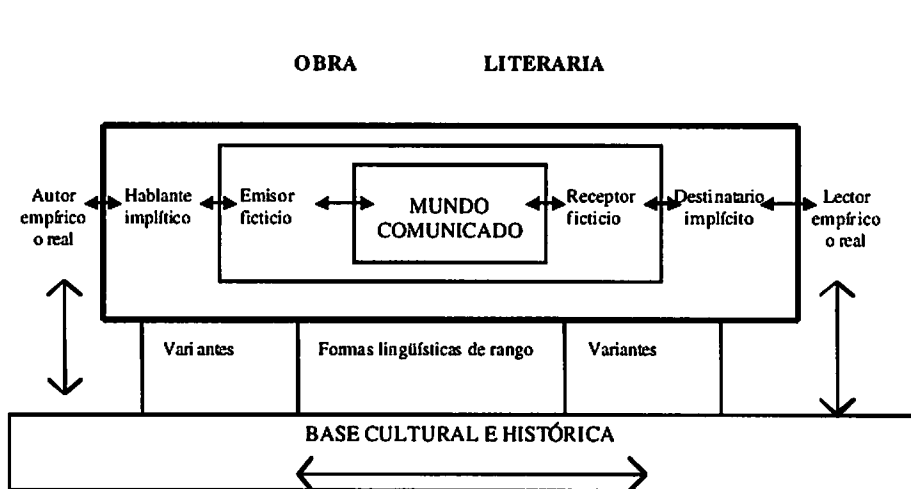 OBRA LITERARIA
Autor
empírico
o real
Hablante
implítico
Emisor
ficticio
MUNDO
COMUNICADO
Receptor
ficticio
Destinatario
implícito
Lector
empírico
o real
Variantes
Formas lingüísticas de rango
Variantes
BASE CULTURAL E HISTÓRICA